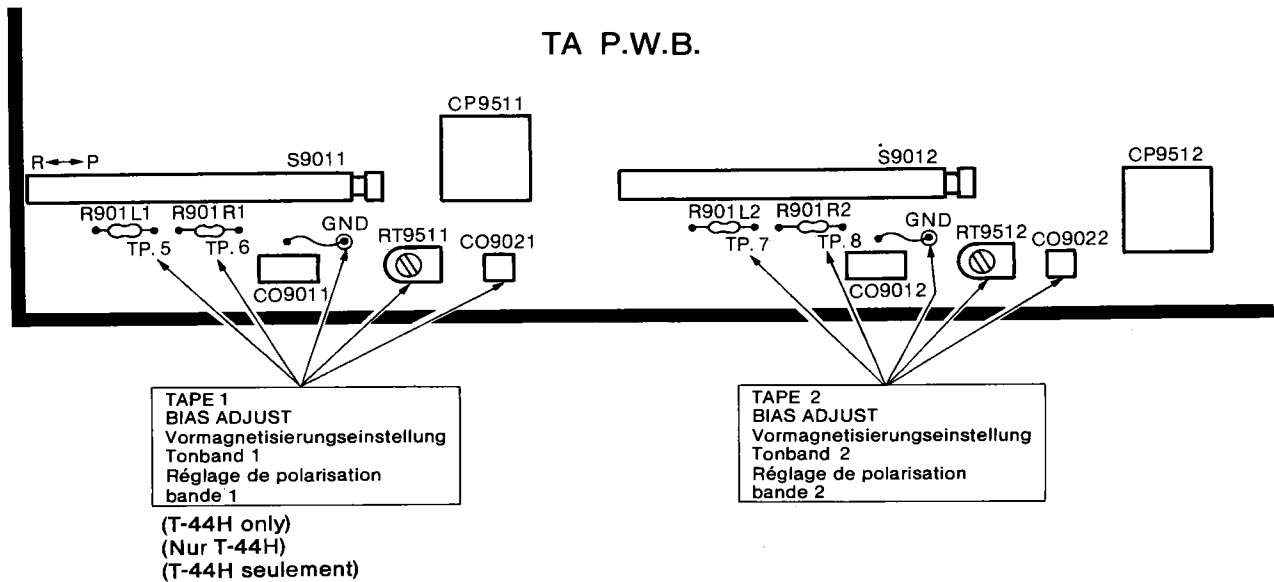 TA P.W.B.
CP9511
R P
S9011
R901L1
R901R1
GND
TP.5
TP.6
RT9511
CO9021
CO9011
S9012
CP9512
R901L2
R901R2
GND
TP.7
TP.8
RT9512
CO9022
CO9012
TAPE 1
BIAS ADJUST
Vormagnetisierungseinstellung
Tonband 1
Réglage de polarisation
bande 1
(T-44H only)
(Nur T-44H)
(T-44H seulement)
TAPE 2
BIAS ADJUST
Vormagnetisierungseinstellung
Tonband 2
Réglage de polarisation
bande 2